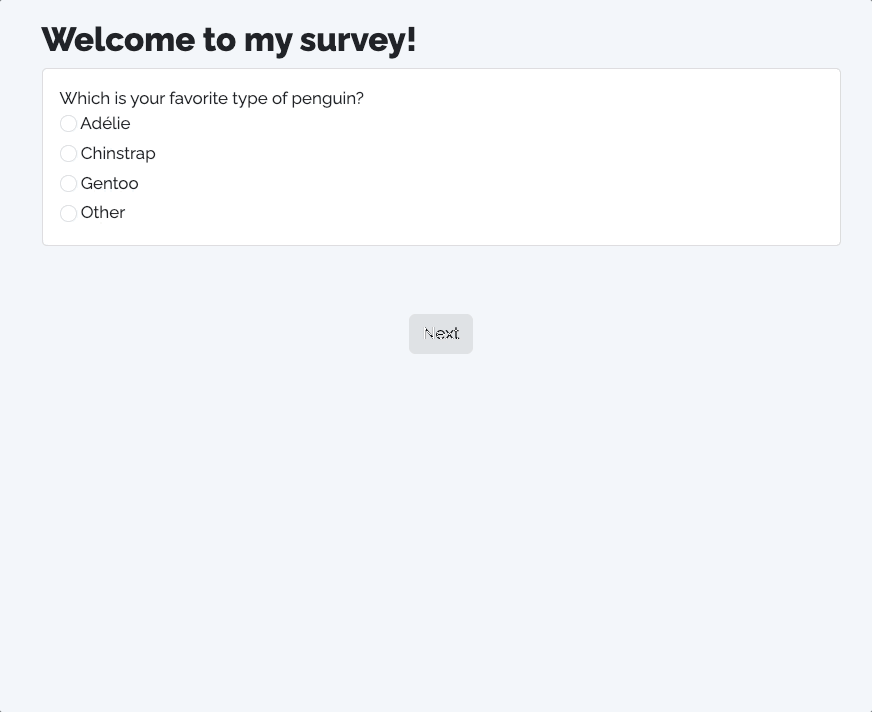 Welcome to my survey!
Which is your favorite type of penguin?
Adélie
Chinstrap
Gentoo
Other
Next